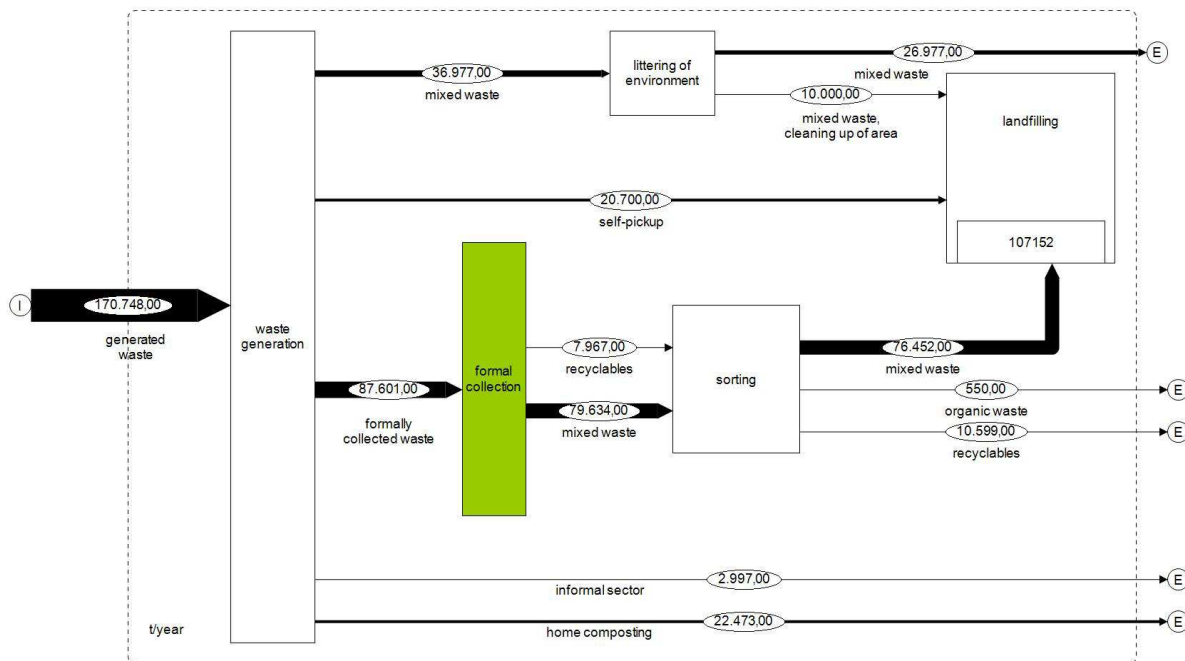 36.977,00
mixed waste
littering of
environment
26.977,00
mixed waste
E
10.000,00
mixed waste,
cleaning up of area
landfilling
20.700,00
self-pickup
107152
I
170.748,00
generated
waste
waste
generation
87.601,00
formally
collected waste
formal
collection
7.967,00
recyclables
79.634,00
mixed waste
sorting
76.452,00
mixed waste
550,00
organic waste
E
10.599,00
recyclables
E
informal sector
2.997,00
E
home composting
22.473,00
E
t/year